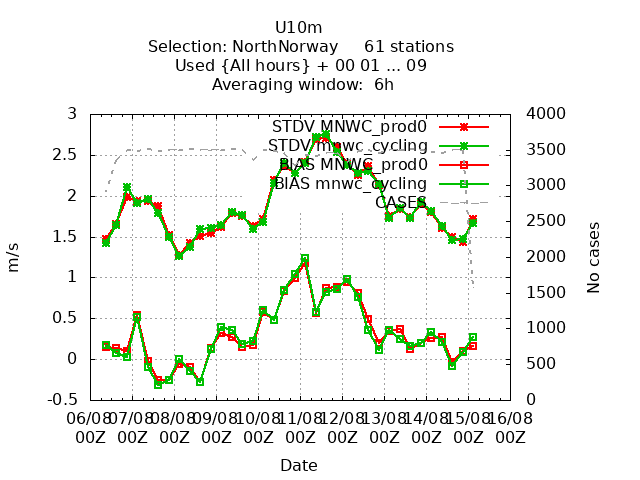 U10m
Selection: NorthNorway     61 stations
Used {All hours} + 00 01 ... 09
Averaging window:  6h
3
2.5
2
1.5
1
0.5
0
-0.5
m/s
4000
3500
3000
2500
2000
1500
1000
500
0
No cases
STDV MNWC_prod0
STDV mnwc_cycling
BIAS MNWC_prod0
BIAS mnwc_cycling
CASES
06/08 07/08 08/08 09/08 10/08 11/08 12/08 13/08 14/08 15/08 16/08
00Z 00Z 00Z 00Z 00Z 00Z 00Z 00Z 00Z 00Z 00Z
Date